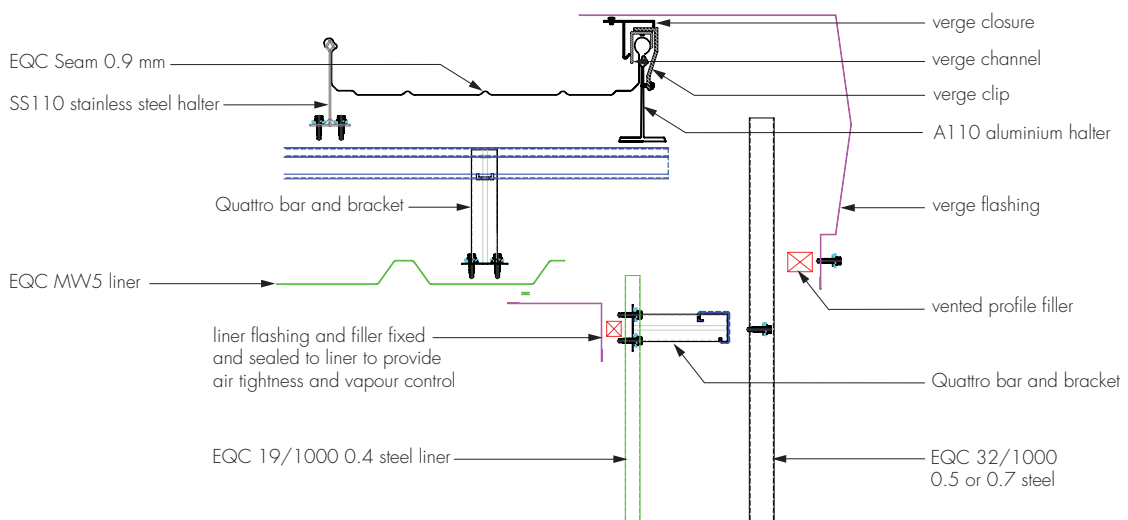 EQC Seam 0.9 mm
SS110 stainless steel halter
Quattro bar and bracket
EQC MW5 liner
liner flashing and filler fixed
and sealed to liner to provide
air tightness and vapour control
EQC 19/1000 0.4 steel liner
verge closure
verge channel
verge clip
A110 aluminium halter
verge flashing
vented profile filler
Quattro bar and bracket
EQC 32/1000
0.5 or 0.7 steel